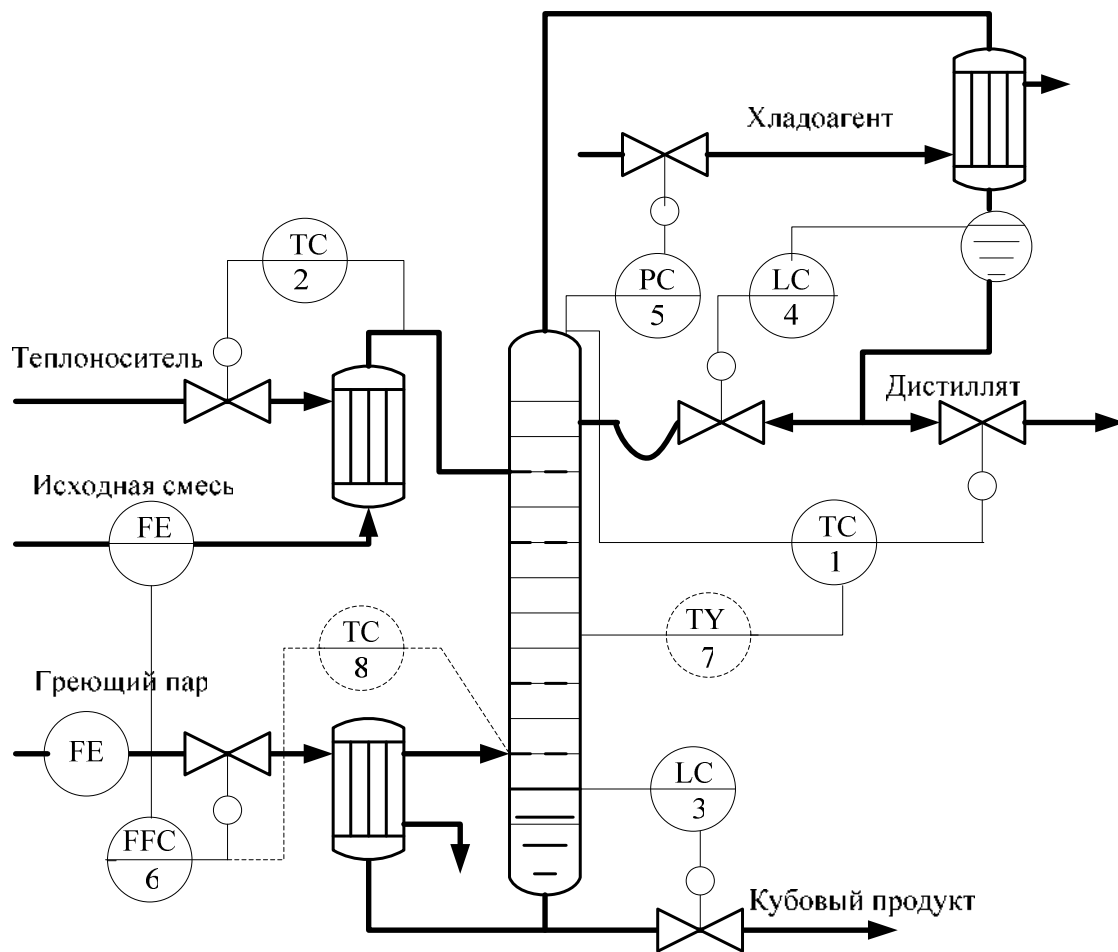 Хладоагент
TC
2
PC
5
LC
4
Теплоноситель
Дистиллят
Исходная смесь
FE
TC
1
TC
8
TY
7
Греющий пар
FE
LC
3
FFC
6
Кубовый продукт